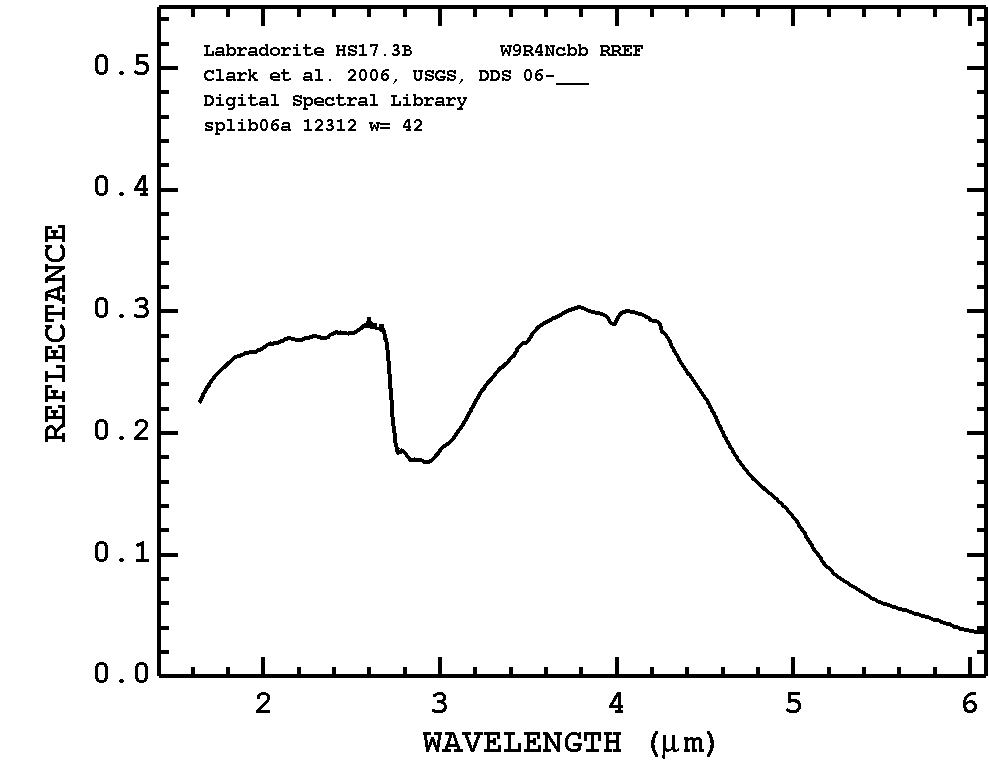 Labradorite HS17.3B W9R4Ncbb RREF
Clark et al. 2006, USGS, DDS 06-___
Digital Spectral Library
splib06a 12312 w= 42
0.5
0.4
0.3
0.2
0.1
0.0
REFLECTANCE
2 3 4 5 6
WAVELENGTH (μm)